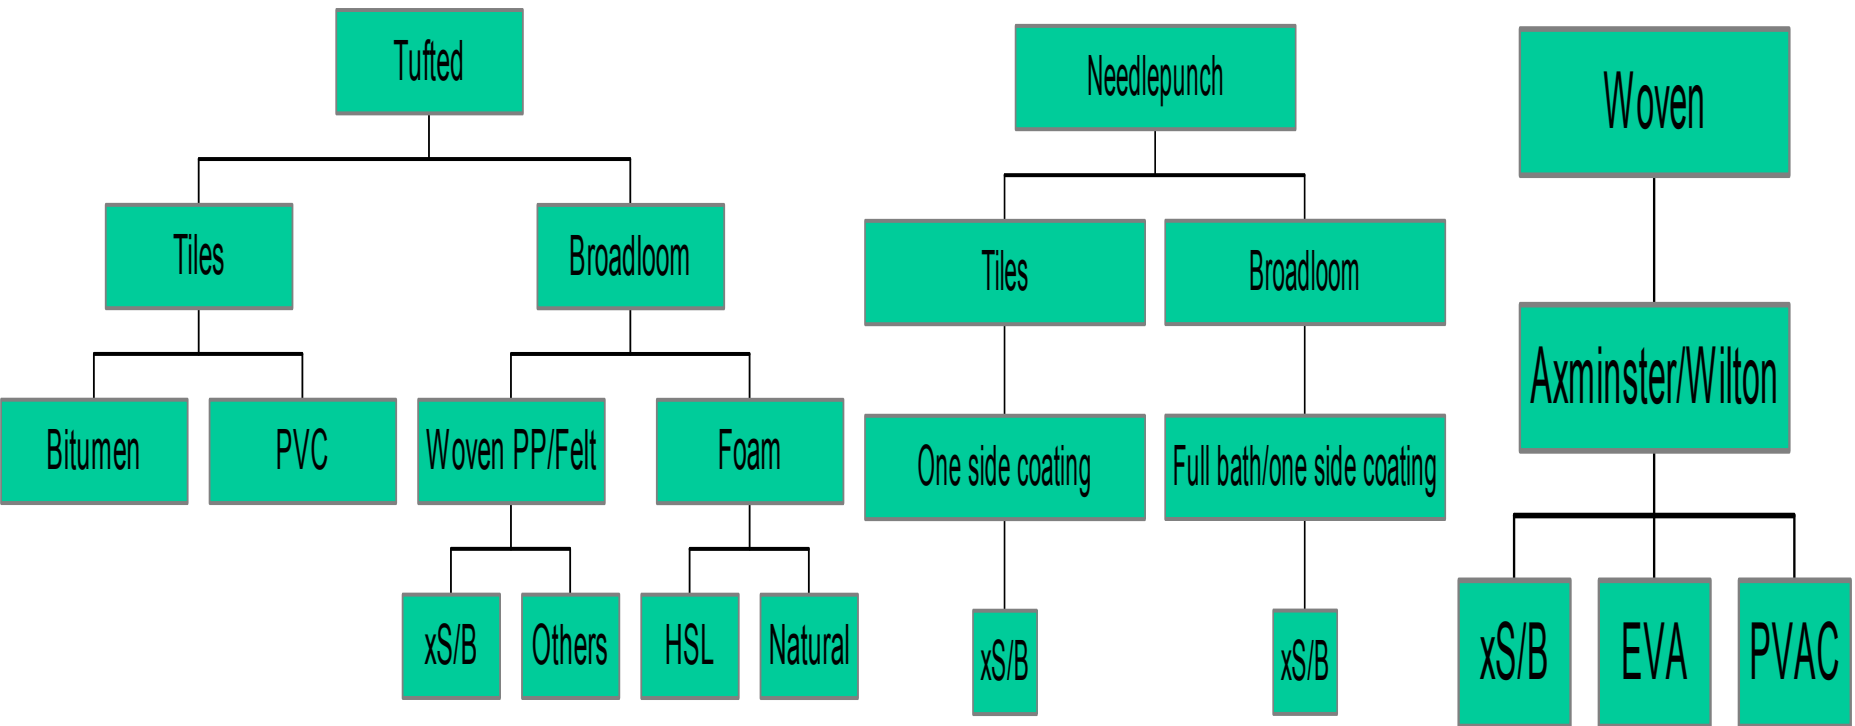 Tufted
Tiles
Broadloom
Bitumen
PVC
Woven PP/Felt
Foam
xS/B
Others
HSL
Natural
Needlepunch
Tiles
Broadloom
One side coating
Full bath/one side coating
xS/B
xS/B
Woven
Axminster/Wilton
xS/B
EVA
PVAC